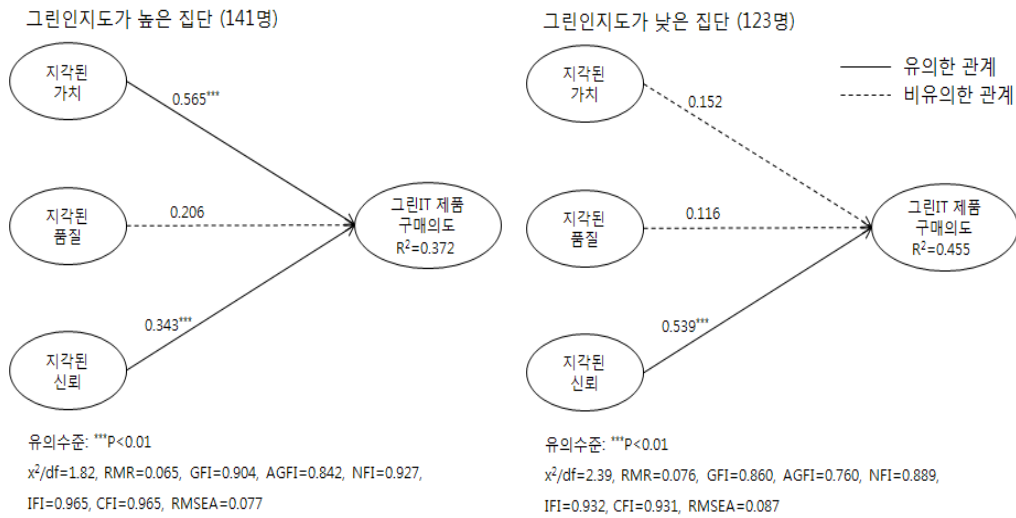 그린인지도가 높은 집단 (141명)
지각된
가치
0.565***
지각된
품질
0.206
그린IT 제품
구매의도
R²=0.372
0.343***
지각된
신뢰
유의수준: ***P<0.01
x²/df=1.82, RMR=0.065, GFI=0.904, AGFI=0.842, NFI=0.927,
IFI=0.965, CFI=0.965, RMSEA=0.077
그린인지도가 낮은 집단 (123명)
지각된
가치
0.152
유의한 관계
비유의한 관계
지각된
품질
0.116
그린IT 제품
구매의도
R²=0.455
0.539***
지각된
신뢰
유의수준: ***P<0.01
x²/df=2.39, RMR=0.076, GFI=0.860, AGFI=0.760, NFI=0.889,
IFI=0.932, CFI=0.931, RMSEA=0.087